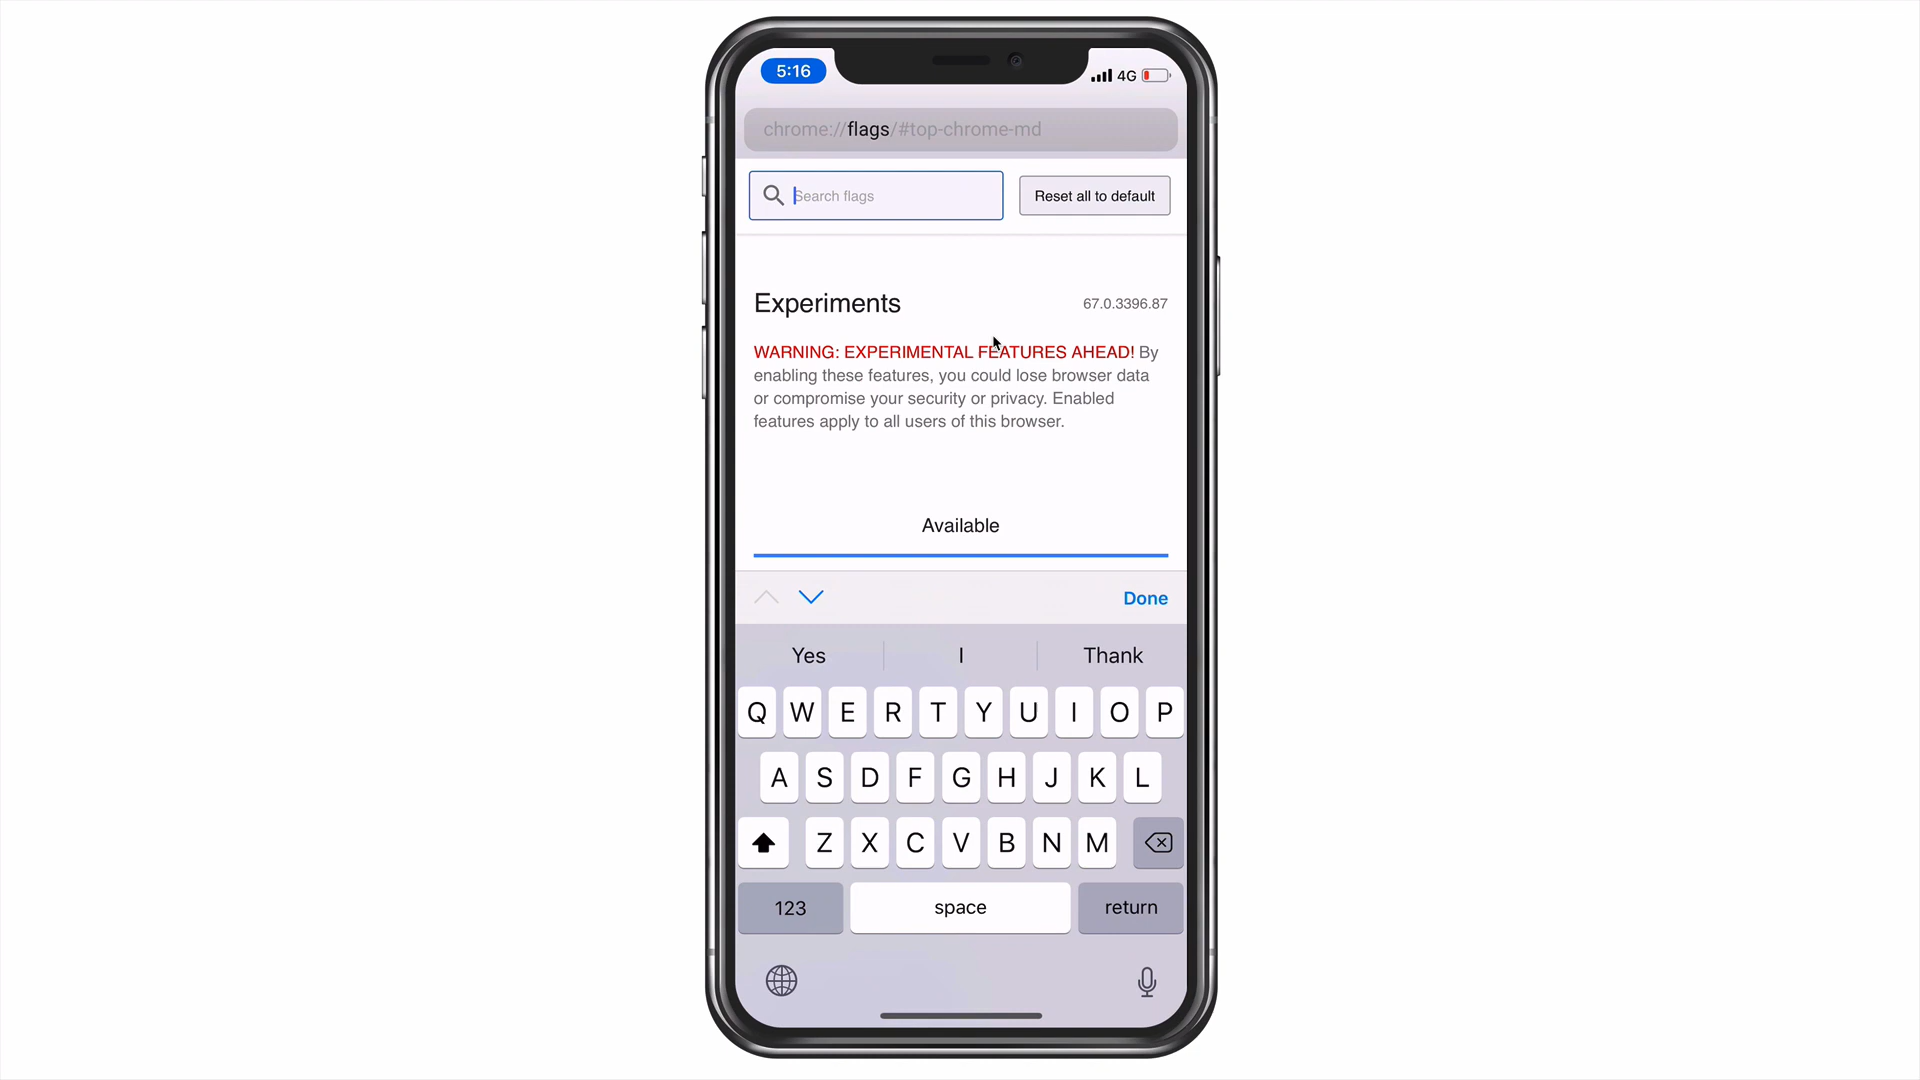 5:16
4G
chrome://flags/#top-chrome-md
Search flags
Reset all to default
Experiments
67.0.3396.87
WARNING: EXPERIMENTAL FEATURES AHEAD! By
enabling these features, you could lose browser data
or compromise your security or privacy. Enabled
features apply to all users of this browser.
Available
Done
Yes I Thank
Q W E R T Y U I O P
A S D F G H J K L
Z X C V B N M
123 space return